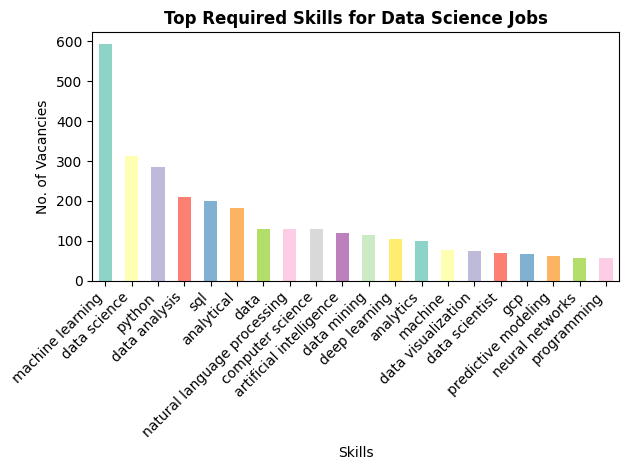 Top Required Skills for Data Science Jobs
No. of Vacancies
600
500
400
300
200
100
0
machine learning
data science
python
data analysis
sql
analytical
data
natural language processing
computer science
artificial intelligence
data mining
deep learning
analytics
machine
data visualization
data scientist
gcp
predictive modeling
neural networks
programming
Skills